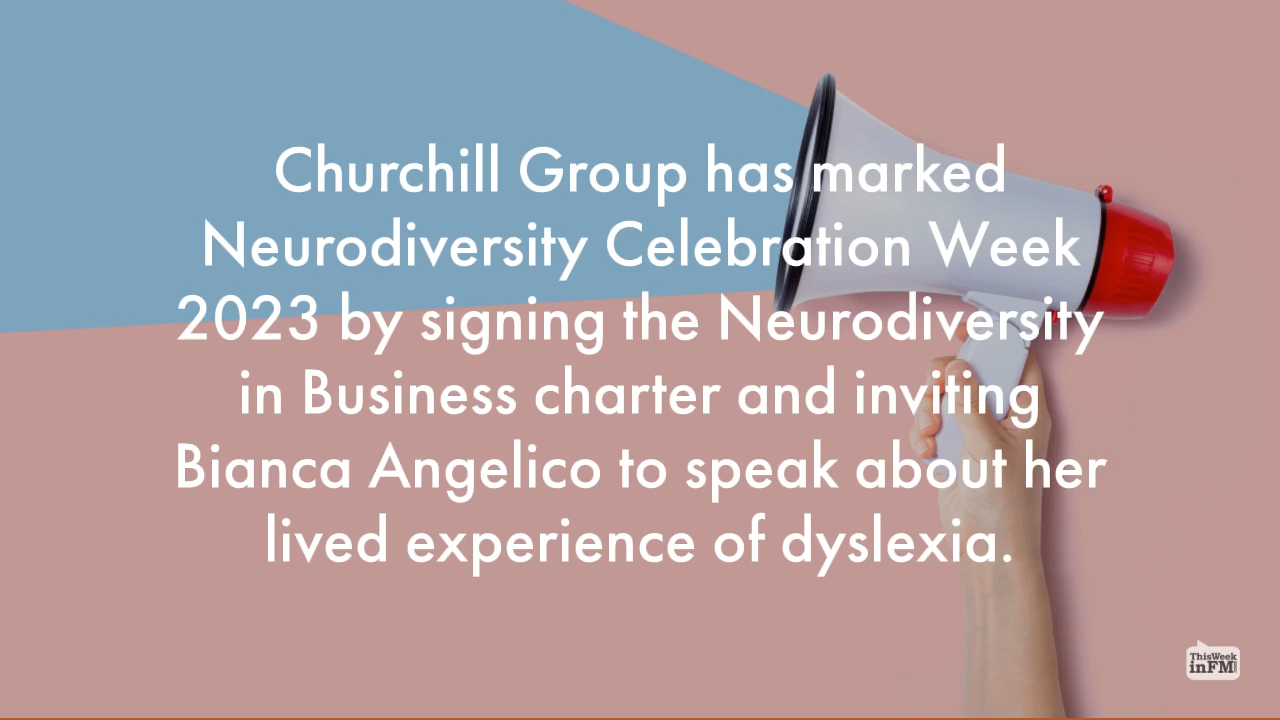 Churchill Group has marked
Neurodiversity Celebration Week
2023 by signing the Neurodiversity
in Business charter and inviting
Bianca Angelico to speak about her
lived experience of dyslexia.
ThisWeek
inFM